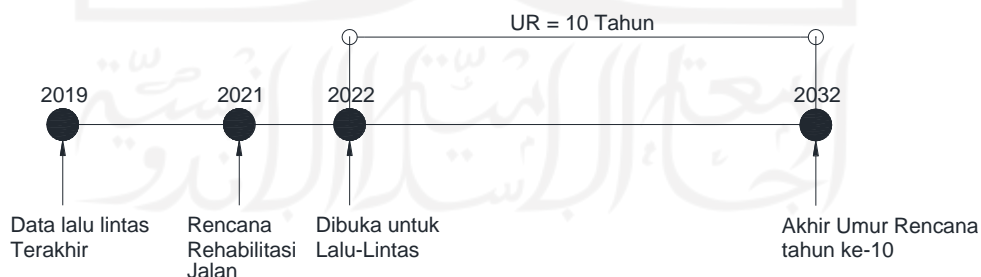 UR = 10 Tahun
2019
2021
2022
2032
Data lalu lintas
Terakhir
Rencana
Rehabilitasi
Jalan
Dibuka untuk
Lalu-Lintas
Akhir Umur Rencana
tahun ke-10